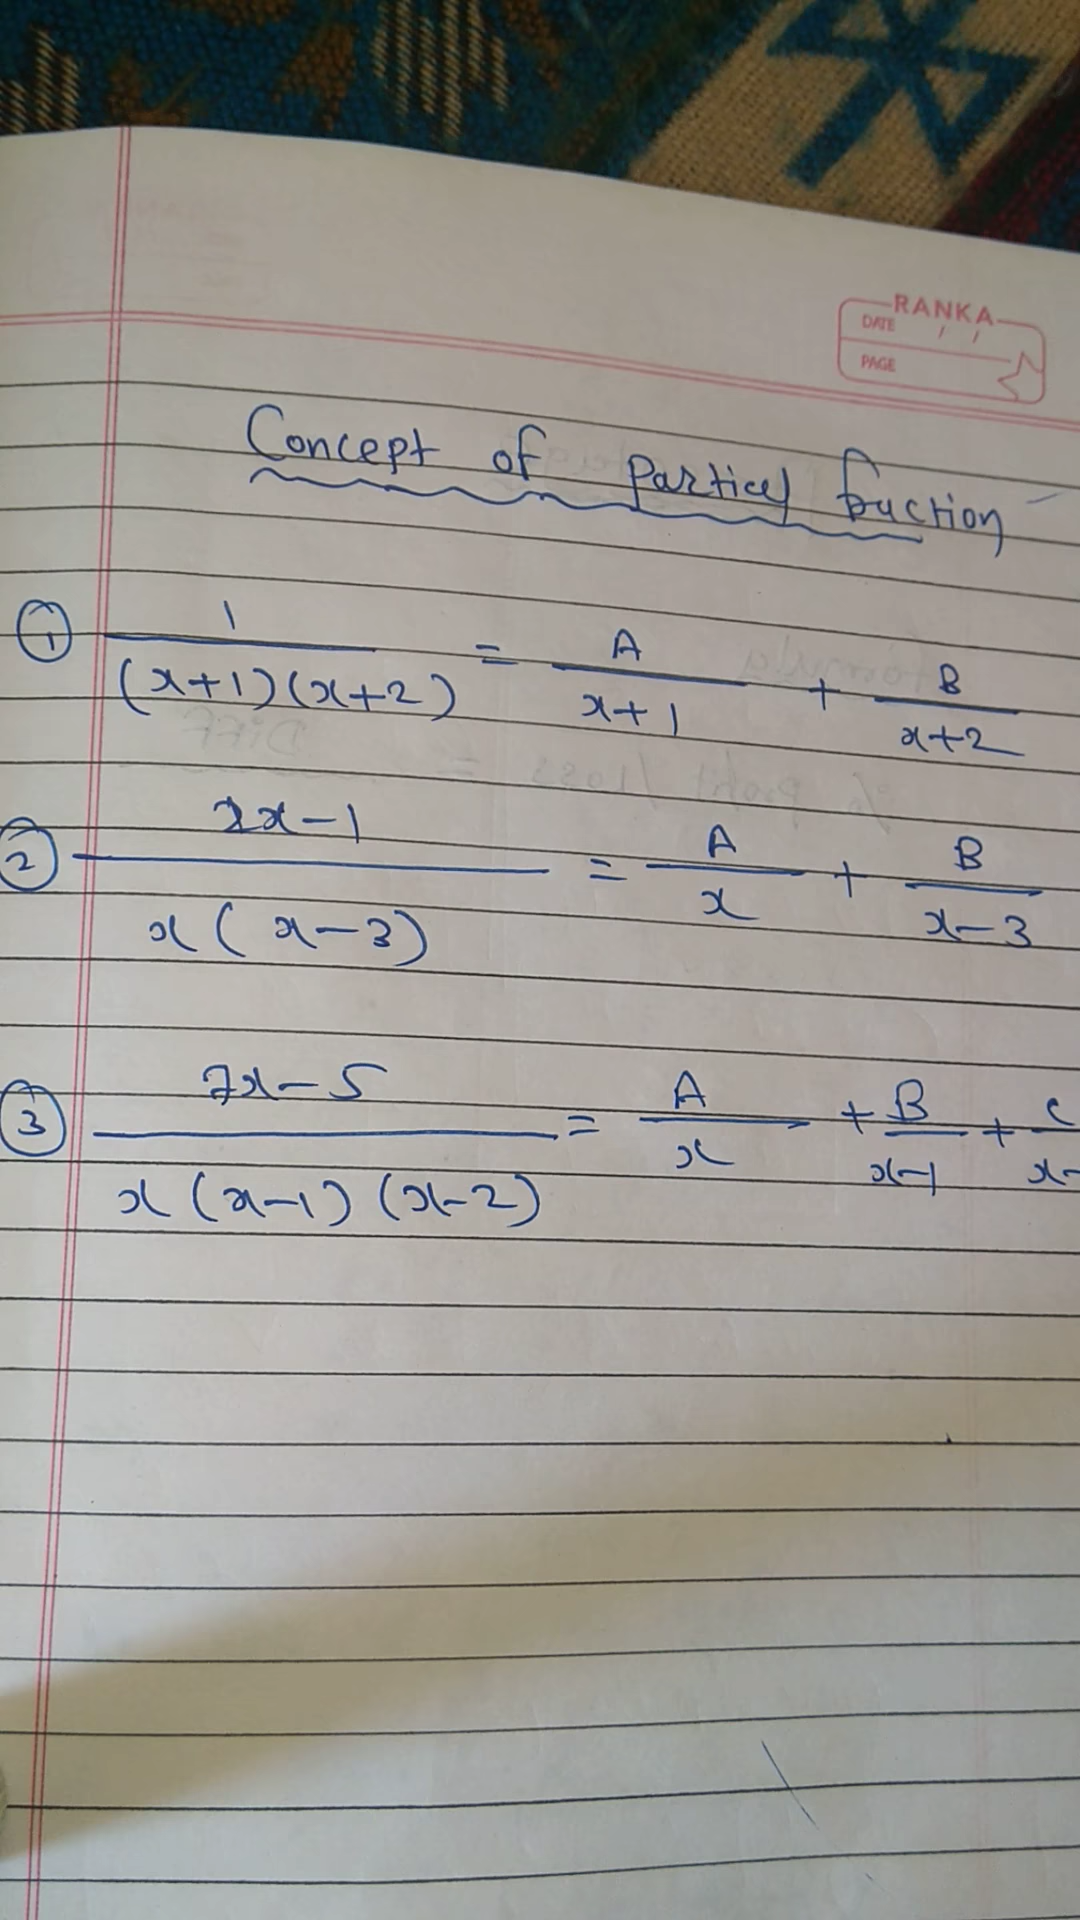 RANKA
DATE / /
PAGE
Concept of Partical fraction
① 1/(x+1)(x+2) = A/x+1 + B/x+2
② 2x-1/x(x-3) = A/x + B/x-3
③ 7x-5/x(x-1)(x-2) = A/x + B/x-1 + C/x-